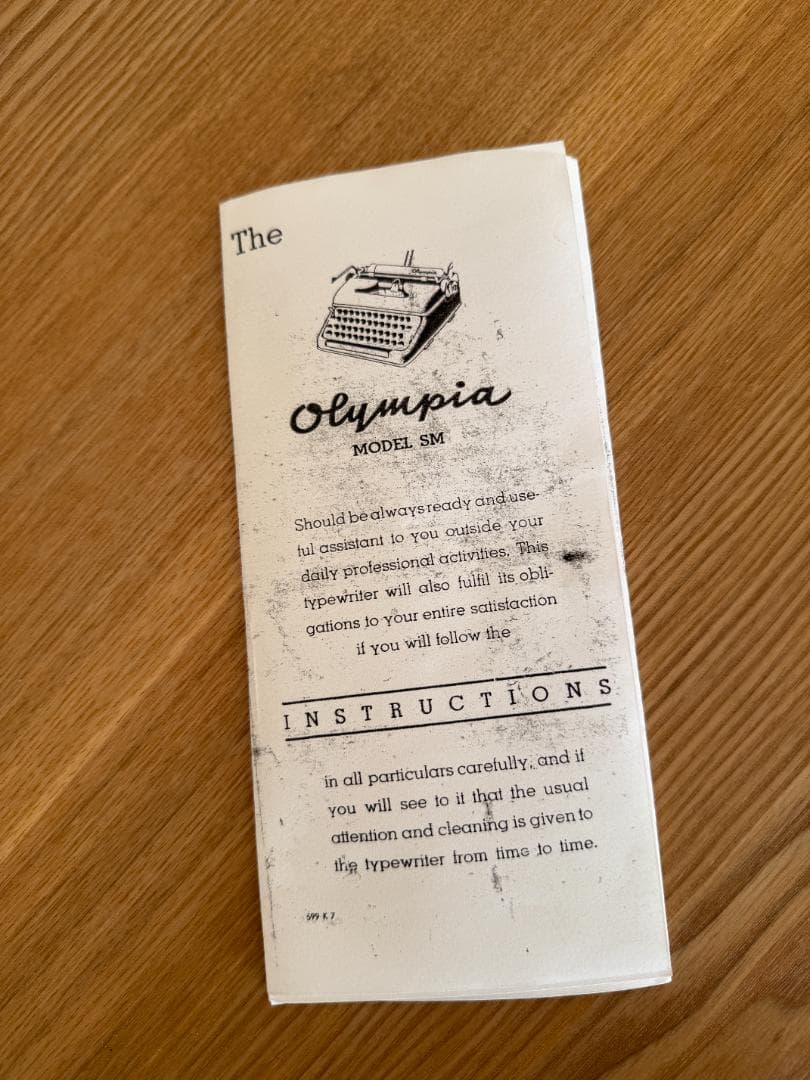 The
Olympia
Olympia
MODEL SM
Should be always ready and use-
ful assistant to you outside your
daily professional activities. This
typewriter will also fulfil its obli-
gations to your entire satisfaction
if you will follow the
INSTRUCTIONS
in all particulars carefully, and if
you will see to it that the usual
attention and cleaning is given to
the typewriter from time to time.
599 K 7